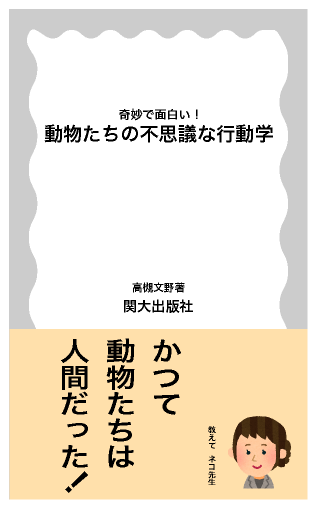 奇妙で面白い！
動物たちの不思議な行動学
高槻文野著
関大出版社
かつて
動物たちは
人間だった！
教えて ネコ先生